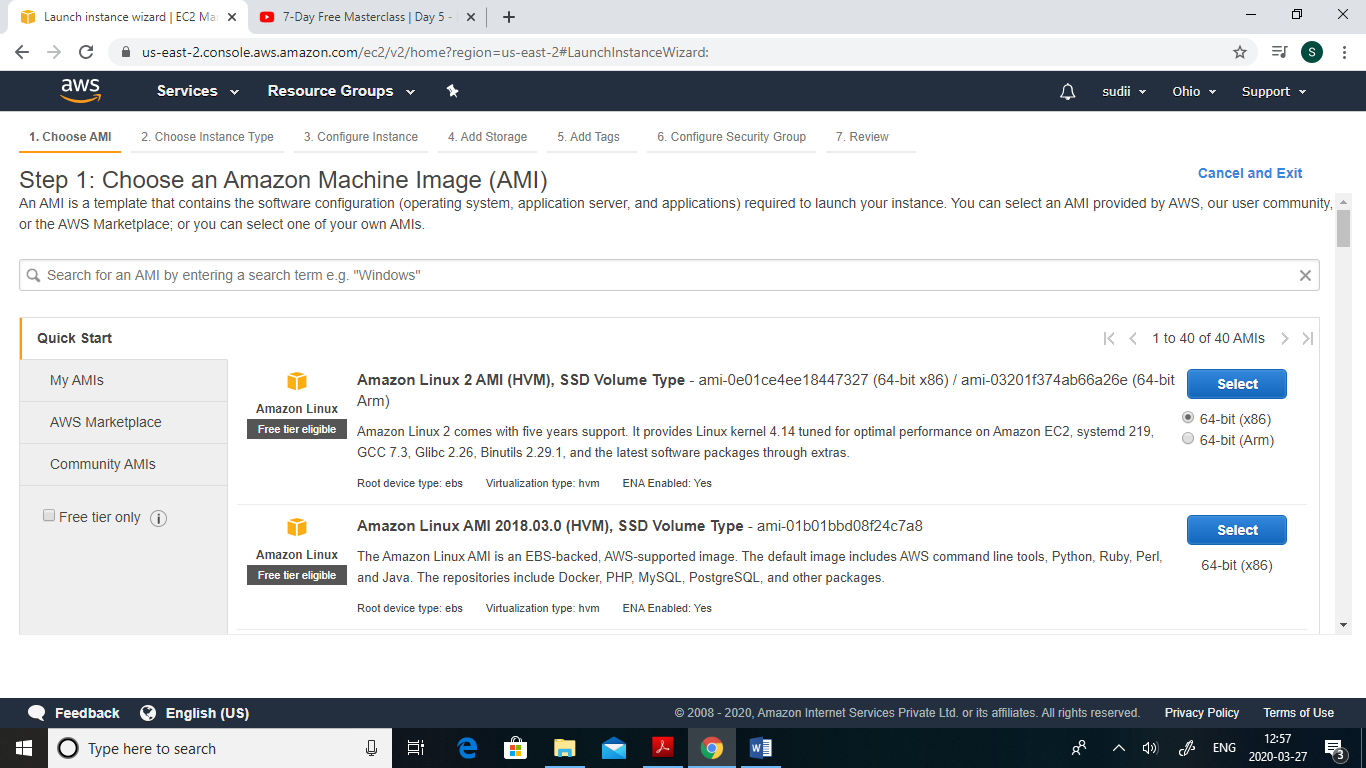 Launch instance wizard | EC2 Ma
7-Day Free Masterclass | Day 5 -
us-east-2.console.aws.amazon.com/ec2/v2/home?region=us-east-2#LaunchInstanceWizard:
S
aws
Services
Resource Groups
sudii
Ohio
Support
1. Choose AMI
2. Choose Instance Type
3. Configure Instance
4. Add Storage
5. Add Tags
6. Configure Security Group
7. Review
Step 1: Choose an Amazon Machine Image (AMI)
Cancel and Exit
An AMI is a template that contains the software configuration (operating system, application server, and applications) required to launch your instance. You can select an AMI provided by AWS, our user community,
or the AWS Marketplace; or you can select one of your own AMIs.
Search for an AMI by entering a search term e.g. "Windows"
Quick Start
My AMIs
AWS Marketplace
Community AMIs
Free tier only
1 to 40 of 40 AMIs
Amazon Linux
Free tier eligible
Amazon Linux 2 AMI (HVM), SSD Volume Type - ami-0e01ce4ee18447327 (64-bit x86) / ami-03201f374ab66a26e (64-bit
Arm)
Amazon Linux 2 comes with five years support. It provides Linux kernel 4.14 tuned for optimal performance on Amazon EC2, systemd 219,
GCC 7.3, Glibc 2.26, Binutils 2.29.1, and the latest software packages through extras.
Root device type: ebs Virtualization type: hvm ENA Enabled: Yes
Select
64-bit (x86)
64-bit (Arm)
Amazon Linux
Free tier eligible
Amazon Linux AMI 2018.03.0 (HVM), SSD Volume Type - ami-01b01bbd08f24c7a8
The Amazon Linux AMI is an EBS-backed, AWS-supported image. The default image includes AWS command line tools, Python, Ruby, Perl,
and Java. The repositories include Docker, PHP, MySQL, PostgreSQL, and other packages.
Root device type: ebs Virtualization type: hvm ENA Enabled: Yes
Select
64-bit (x86)
Feedback
English (US)
© 2008 - 2020, Amazon Internet Services Private Ltd. or its affiliates. All rights reserved.
Privacy Policy
Terms of Use
Type here to search
ENG
12:57
2020-03-27
3